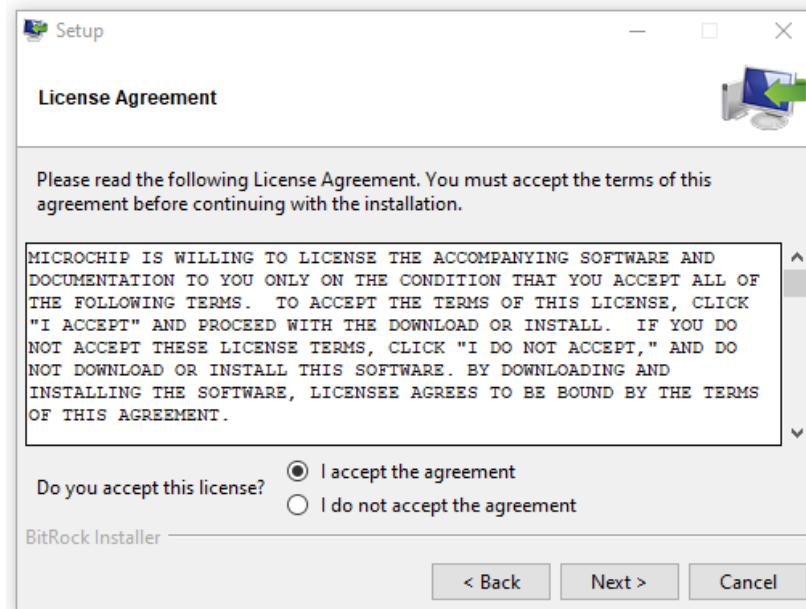 Setup
License Agreement
Please read the following License Agreement. You must accept the terms of this
agreement before continuing with the installation.
MICROCHIP IS WILLING TO LICENSE THE ACCOMPANYING SOFTWARE AND
DOCUMENTATION TO YOU ONLY ON THE CONDITION THAT YOU ACCEPT ALL OF
THE FOLLOWING TERMS.  TO ACCEPT THE TERMS OF THIS LICENSE, CLICK
"I ACCEPT" AND PROCEED WITH THE DOWNLOAD OR INSTALL.  IF YOU DO
NOT ACCEPT THESE LICENSE TERMS, CLICK "I DO NOT ACCEPT," AND DO
NOT DOWNLOAD OR INSTALL THIS SOFTWARE. BY DOWNLOADING AND
INSTALLING THE SOFTWARE, LICENSEE AGREES TO BE BOUND BY THE TERMS
OF THIS AGREEMENT.
Do you accept this license?
I accept the agreement
I do not accept the agreement
BitRock Installer
< Back Next > Cancel